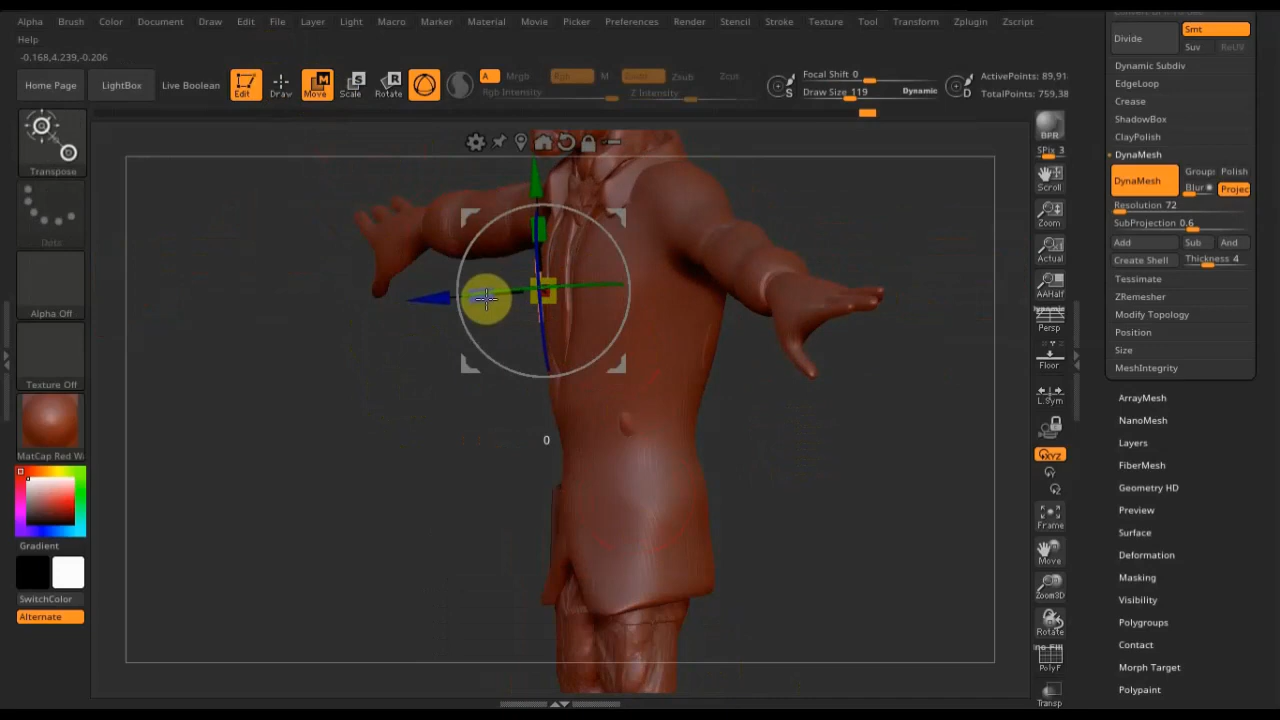 Alpha Brush Color Document Draw Edit File Layer Light Macro Marker Material Movie Picker Preferences Render Stencil Stroke Texture Tool Transform Zplugin Zscript
Help
-0.168,4.239,-0.206
Home Page LightBox Live Boolean Edit Draw Move Scale Rotate A Mrgb Rgb M Zadd Zsub Zcut
Rgb Intensity Z Intensity
S Focal Shift 0
Draw Size 119 Dynamic D
ActivePoints: 89,91
TotalPoints: 759,38
Transpose
Dots
Alpha Off
Texture Off
MatCap Red W
Gradient
SwitchColor
Alternate
0
BPR
SPix 3
Scroll
Zoom
Actual
AAHalf
Dynamic
Persp
Floor
L.Sym
XYZ
Y
Z
Frame
Move
Zoom3D
Rotate
PolyF
Transp
Divide Smt
Suv ReUV
Dynamic Subdiv
EdgeLoop
Crease
ShadowBox
ClayPolish
DynaMesh
DynaMesh Group: Polish
Blur Projec
Resolution 72
SubProjection 0.6
Add Sub And
Create Shell Thickness 4
Tessimate
ZRemesher
Modify Topology
Position
Size
MeshIntegrity
ArrayMesh
NanoMesh
Layers
FiberMesh
Geometry HD
Preview
Surface
Deformation
Masking
Visibility
Polygroups
Contact
Morph Target
Polypaint